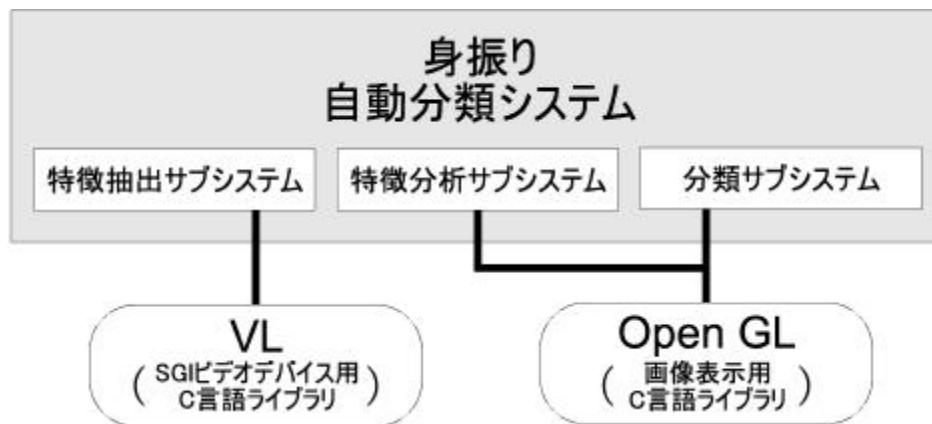 身振り
自動分類システム
特徴抽出サブシステム
特徴分析サブシステム
分類サブシステム
VL
(SGIビデオデバイス用
C言語ライブラリ)
Open GL
(画像表示用
C言語ライブラリ)